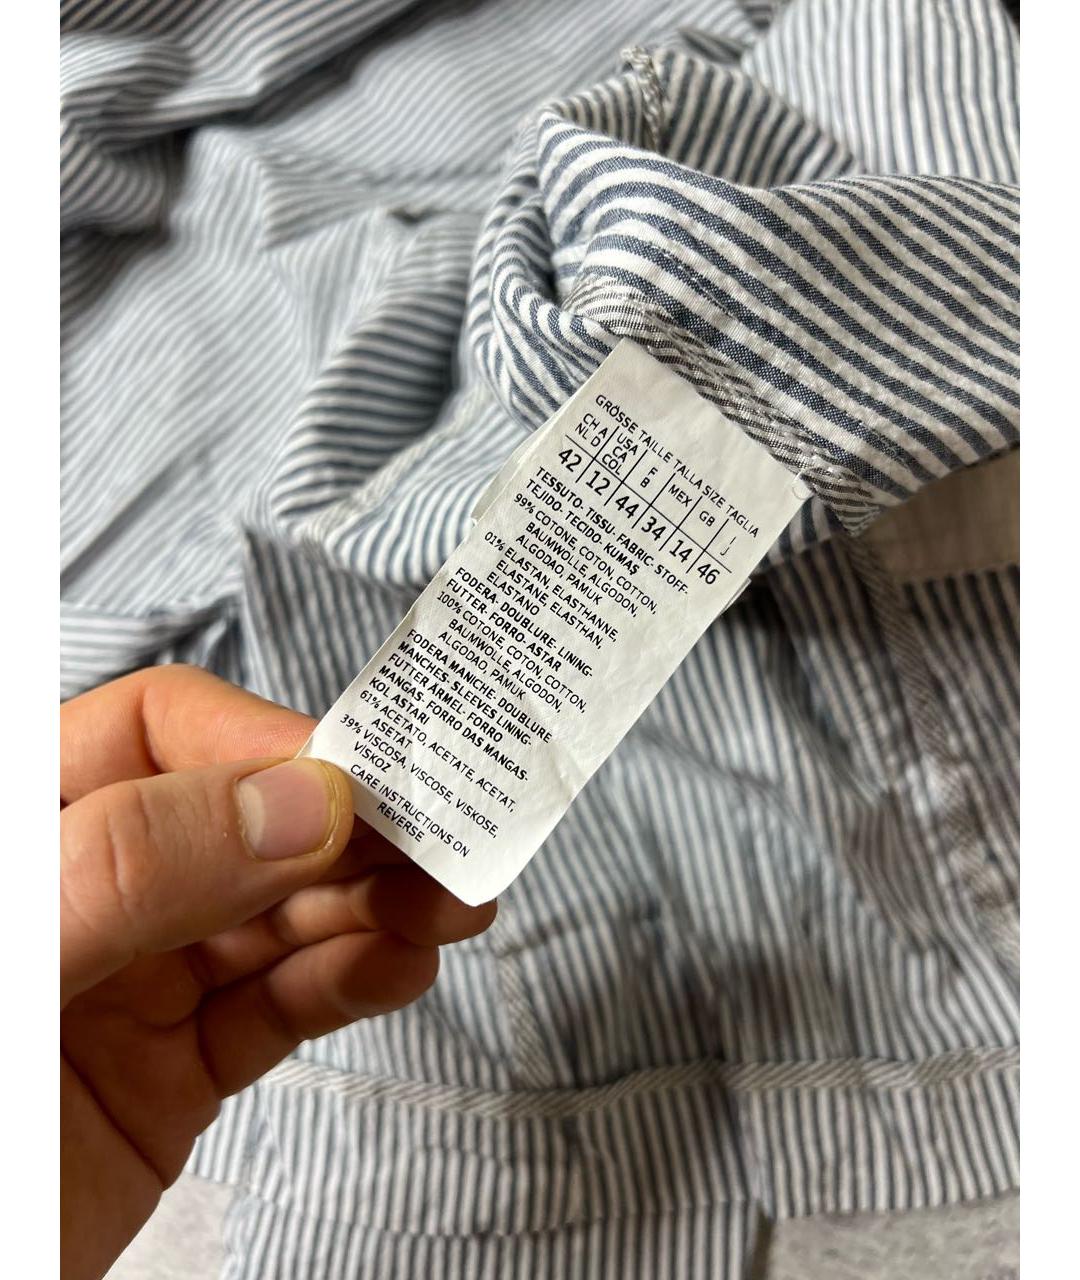 GRÖSSE TAILLE TALLA SIZE TAGLIA
CH A USA F MEX GB I
NL D CA B J
COL
42 12 44 34 14 46
TESSUTO- TISSU- FABRIC- STOFF-
TEJIDO- TECIDO- KUMAŞ
99% COTONE, COTON, COTTON,
BAUMWOLLE, ALGODON,
ALGODAO, PAMUK
01% ELASTAN, ELASTHANNE,
ELASTANE, ELASTHAN,
ELASTANO
FODERA- DOUBLURE- LINING-
FUTTER- FORRO- ASTAR
100% COTONE, COTON, COTTON,
BAUMWOLLE, ALGODON,
ALGODAO, PAMUK
FODERA MANICHE- DOUBLURE
MANCHES- SLEEVES LINING-
FUTTER ÄRMEL- FORRO
MANGAS- FORRO DAS MANGAS-
KOL ASTARI
61% ACETATO, ACETATE, ACETAT,
ASETAT
39% VISCOSA, VISCOSE, VISKOSE,
VISKOZ
CARE INSTRUCTIONS ON
REVERSE